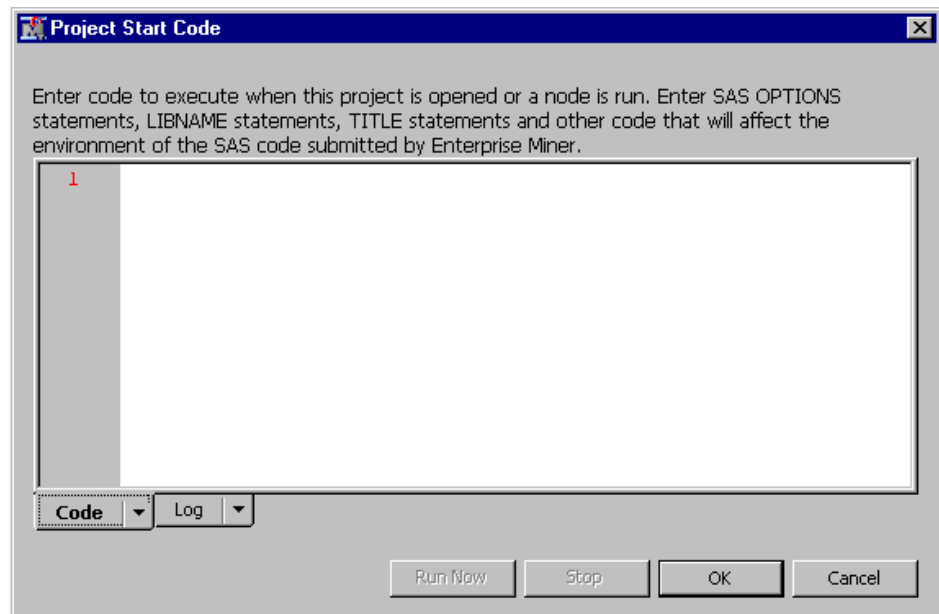 Project Start Code
Enter code to execute when this project is opened or a node is run. Enter SAS OPTIONS
statements, LIBNAME statements, TITLE statements and other code that will affect the
environment of the SAS code submitted by Enterprise Miner.
1
Code Log
Run Now Stop OK Cancel